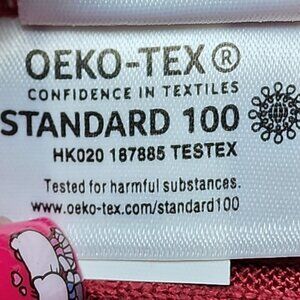 OEKO-TEX®
CONFIDENCE IN TEXTILES
STANDARD 100
HK020 187885 TESTEX
Tested for harmful substances.
www.oeko-tex.com/standard100